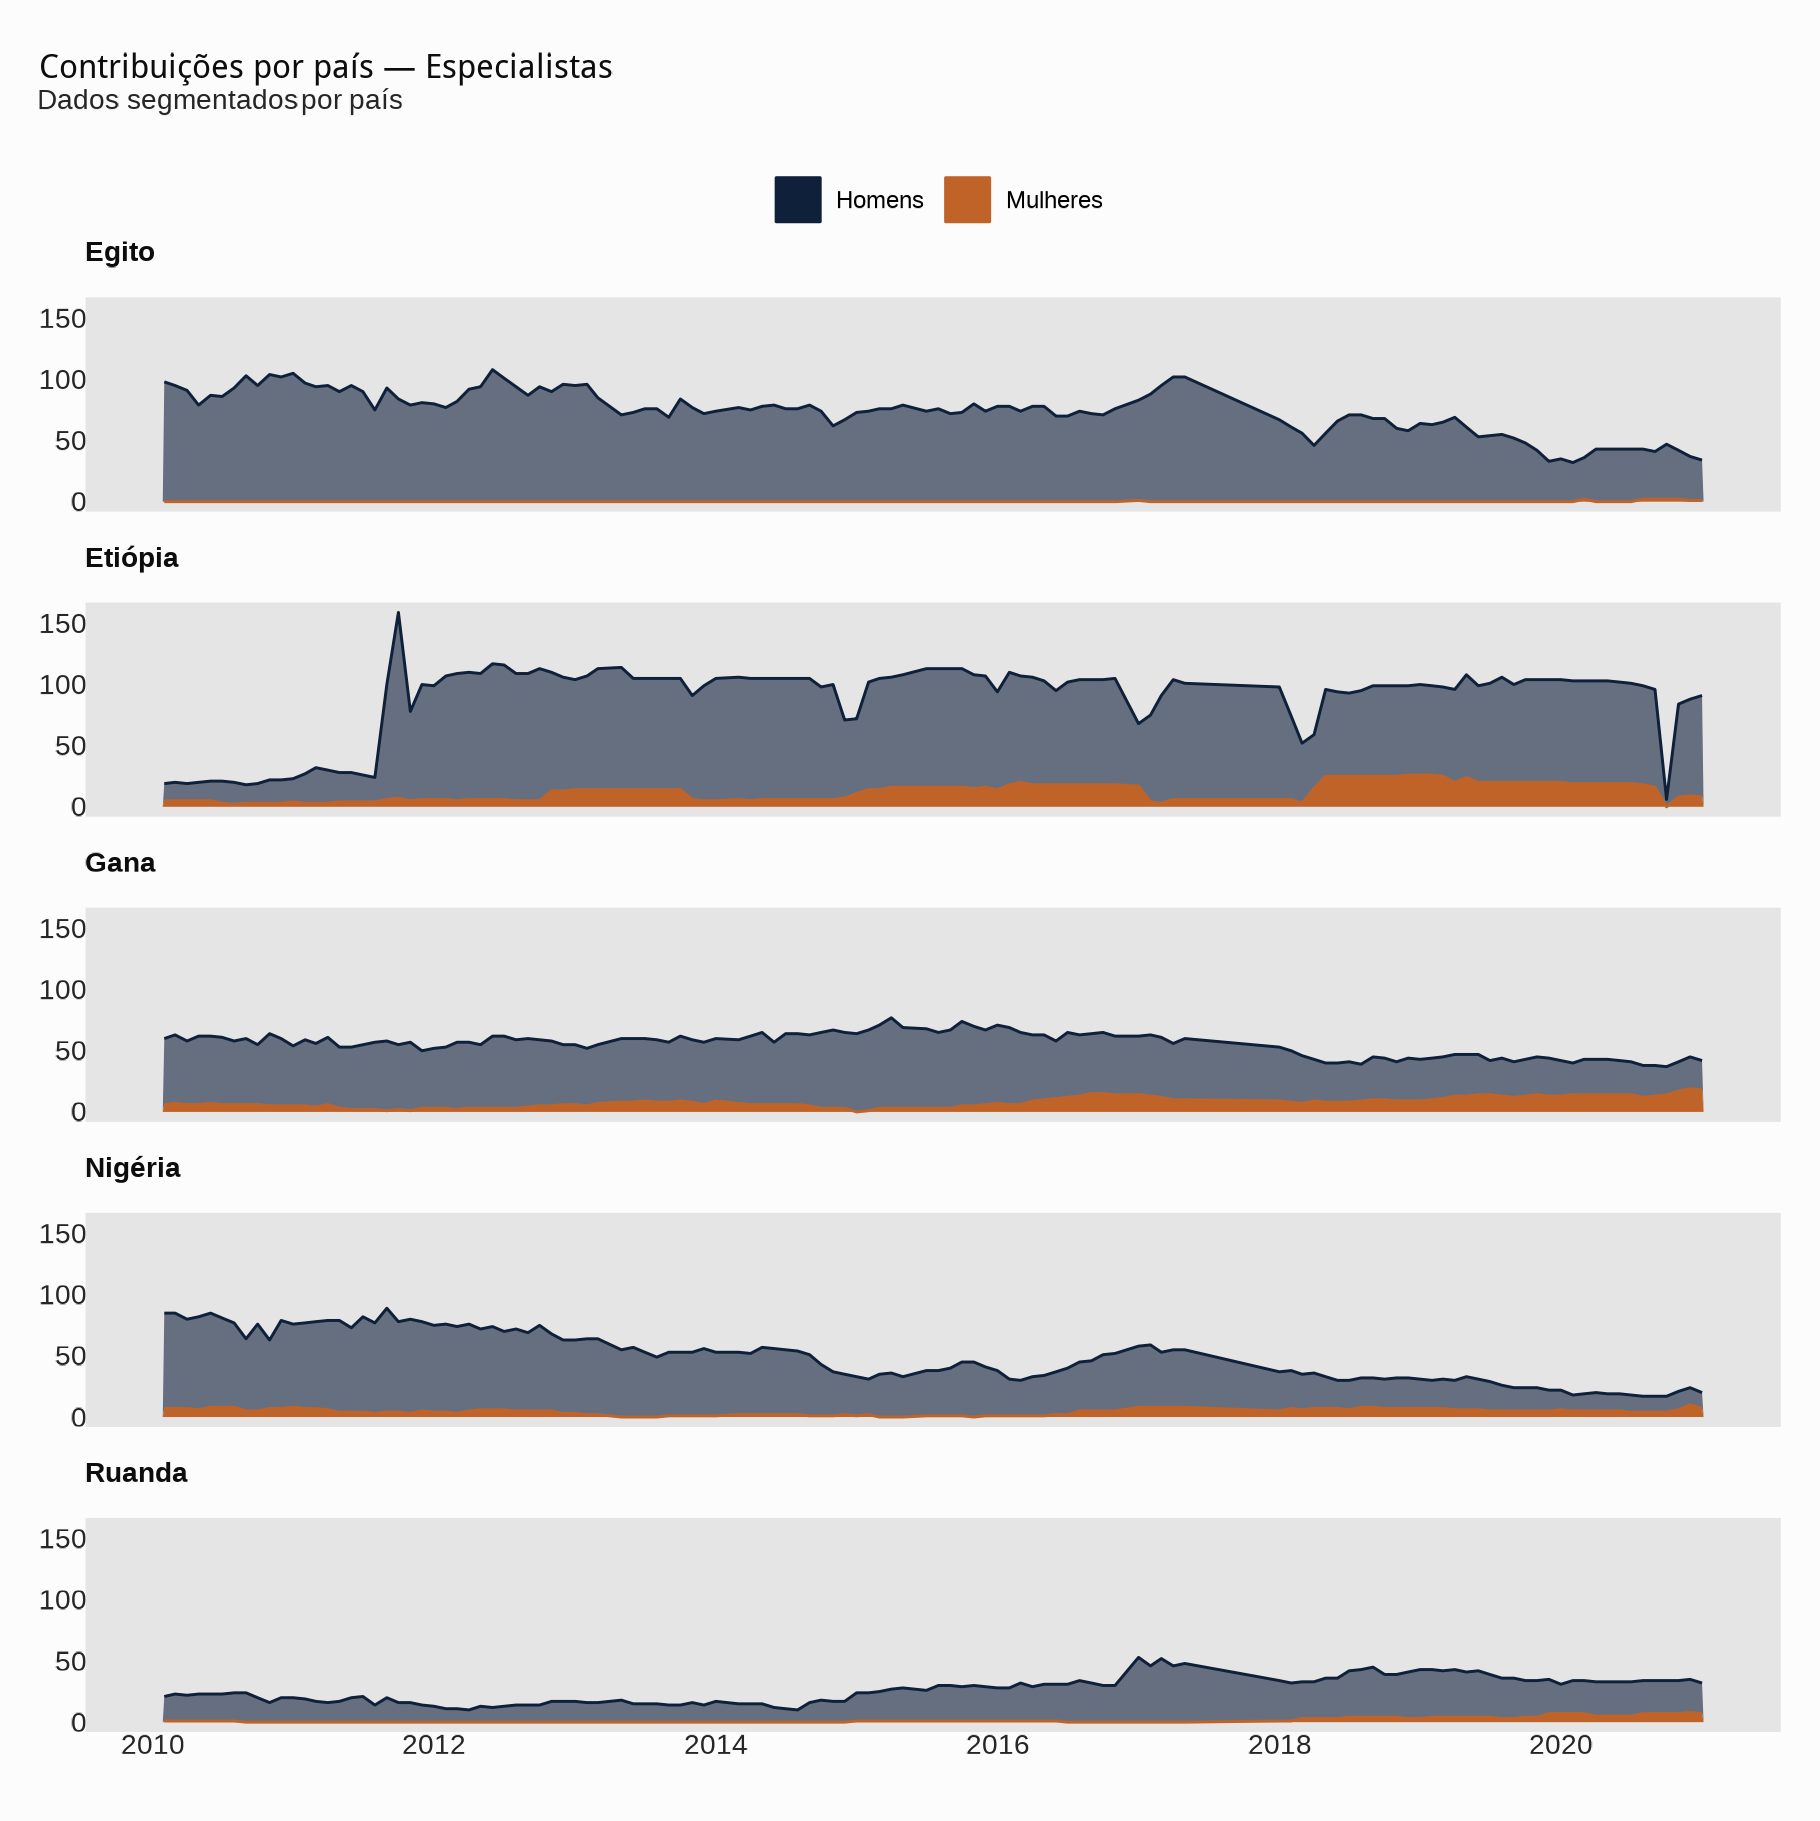 Contribuições por país — Especialistas
Dados segmentados por país
Homens Mulheres
Egito
150
100
50
0
Etiópia
150
100
50
0
Gana
150
100
50
0
Nigéria
150
100
50
0
Ruanda
150
100
50
0
2010 2012 2014 2016 2018 2020